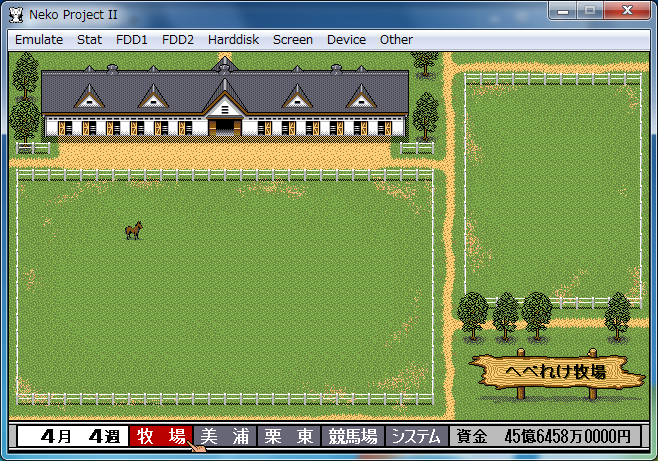 Neko Project II
Emulate Stat FDD1 FDD2 Harddisk Screen Device Other
へべれけ牧場
4月 4週 牧場 美浦 栗東 競馬場 システム 資金 45億6458万0000円